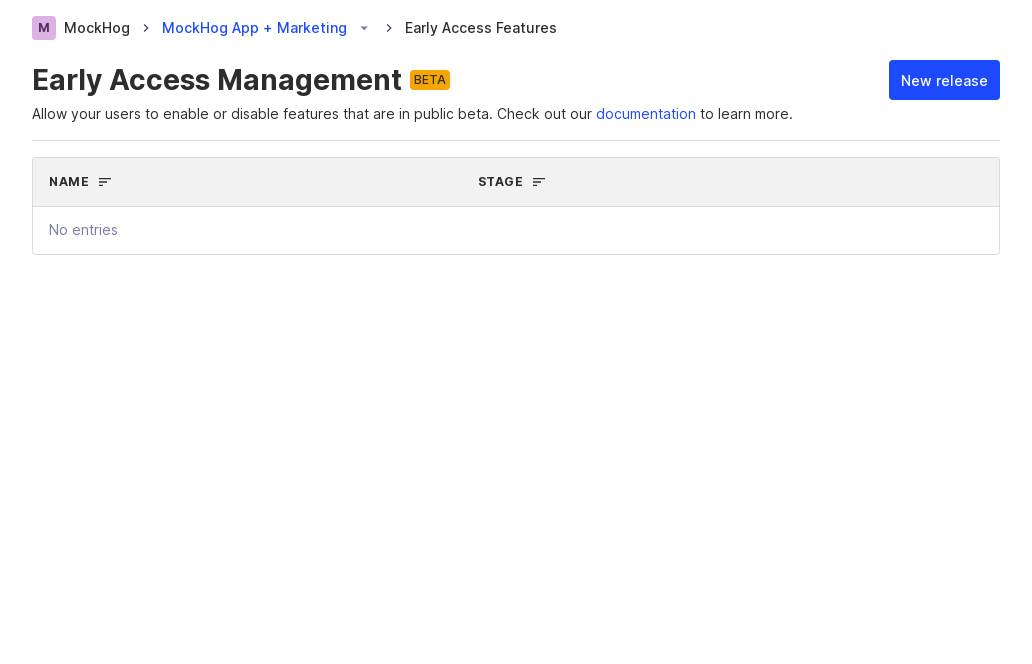 M MockHog MockHog App + Marketing Early Access Features
Early Access Management BETA
New release
Allow your users to enable or disable features that are in public beta. Check out our documentation to learn more.
NAME STAGE
No entries